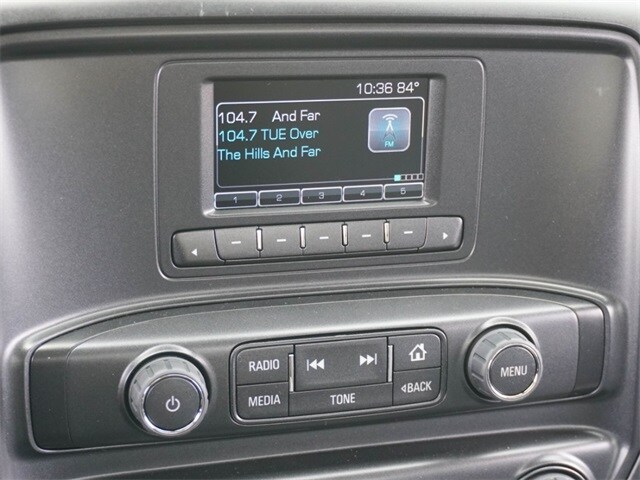 10:36 84°
104.7 And Far
104.7 TUE Over
The Hills And Far
FM
1 2 3 4 5
RADIO
MEDIA
TONE
BACK
MENU